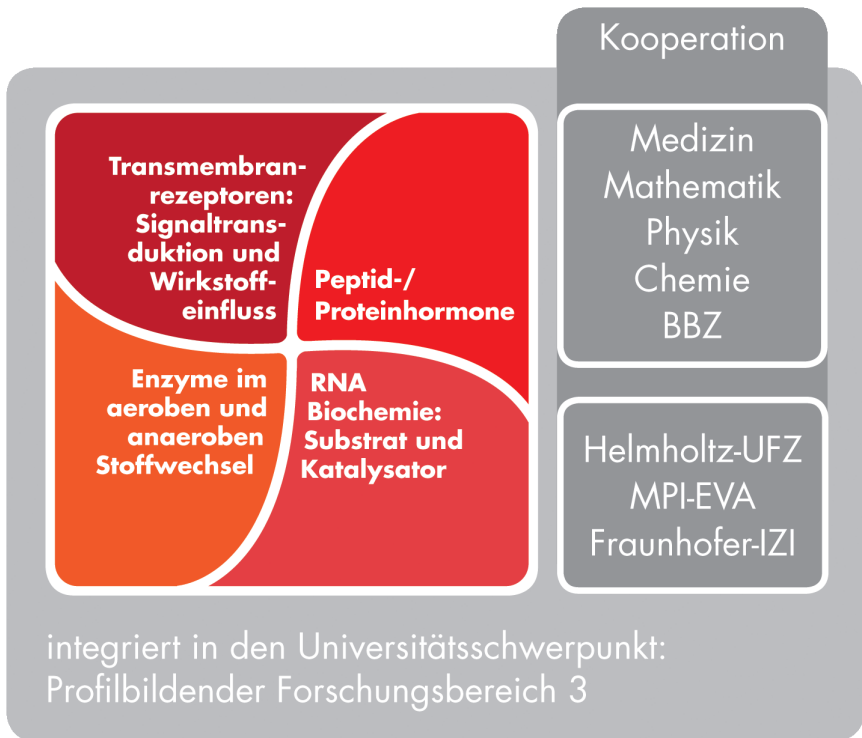 Kooperation
Transmembran-
rezeptoren:
Signaltrans-
duktion und
Wirkstoff-
einfluss
Peptid-/
Proteinhormone
Enzyme im
aeroben und
anaeroben
Stoffwechsel
RNA
Biochemie:
Substrat und
Katalysator
Medizin
Mathematik
Physik
Chemie
BBZ
Helmholtz-UFZ
MPI-EVA
Fraunhofer-IZI
integriert in den Universitätsschwerpunkt:
Profilbildender Forschungsbereich 3